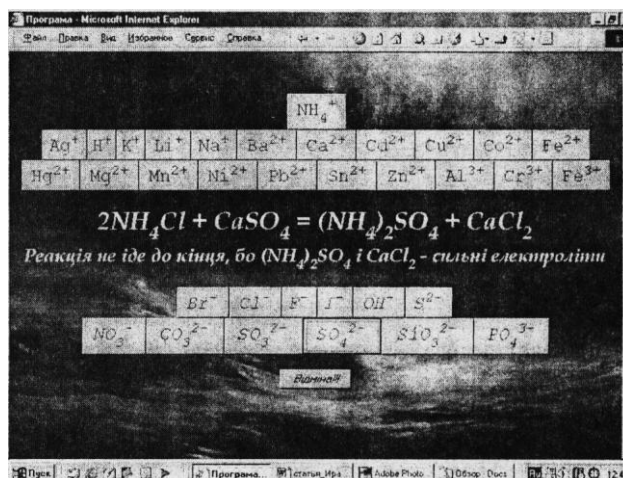 Програма - Microsoft Internet Explorer
Файл Правка Вид Избранное Сервис Справка
NH₄⁺
Ag⁺ H⁺ K⁺ Li⁺ Na⁺ Ba²⁺ Ca²⁺ Cd²⁺ Cu²⁺ Co²⁺ Fe²⁺
Hg²⁺ Mg²⁺ Mn²⁺ Ni²⁺ Pb²⁺ Sn²⁺ Zn²⁺ Al³⁺ Cr³⁺ Fe³⁺
2NH₄Cl + CaSO₄ = (NH₄)₂SO₄ + CaCl₂
Реакція не іде до кінця, бо (NH₄)₂SO₄ і CaCl₂ - сильні електроліти
Br⁻ Cl⁻ F⁻ I⁻ OH⁻ S²⁻
NO₃⁻ CO₃²⁻ SO₃²⁻ SO₄²⁻ SiO₃²⁻ PO₄³⁻
Відміна
Пуск Програма... статья_Ира Adobe Photo Обзор Docs